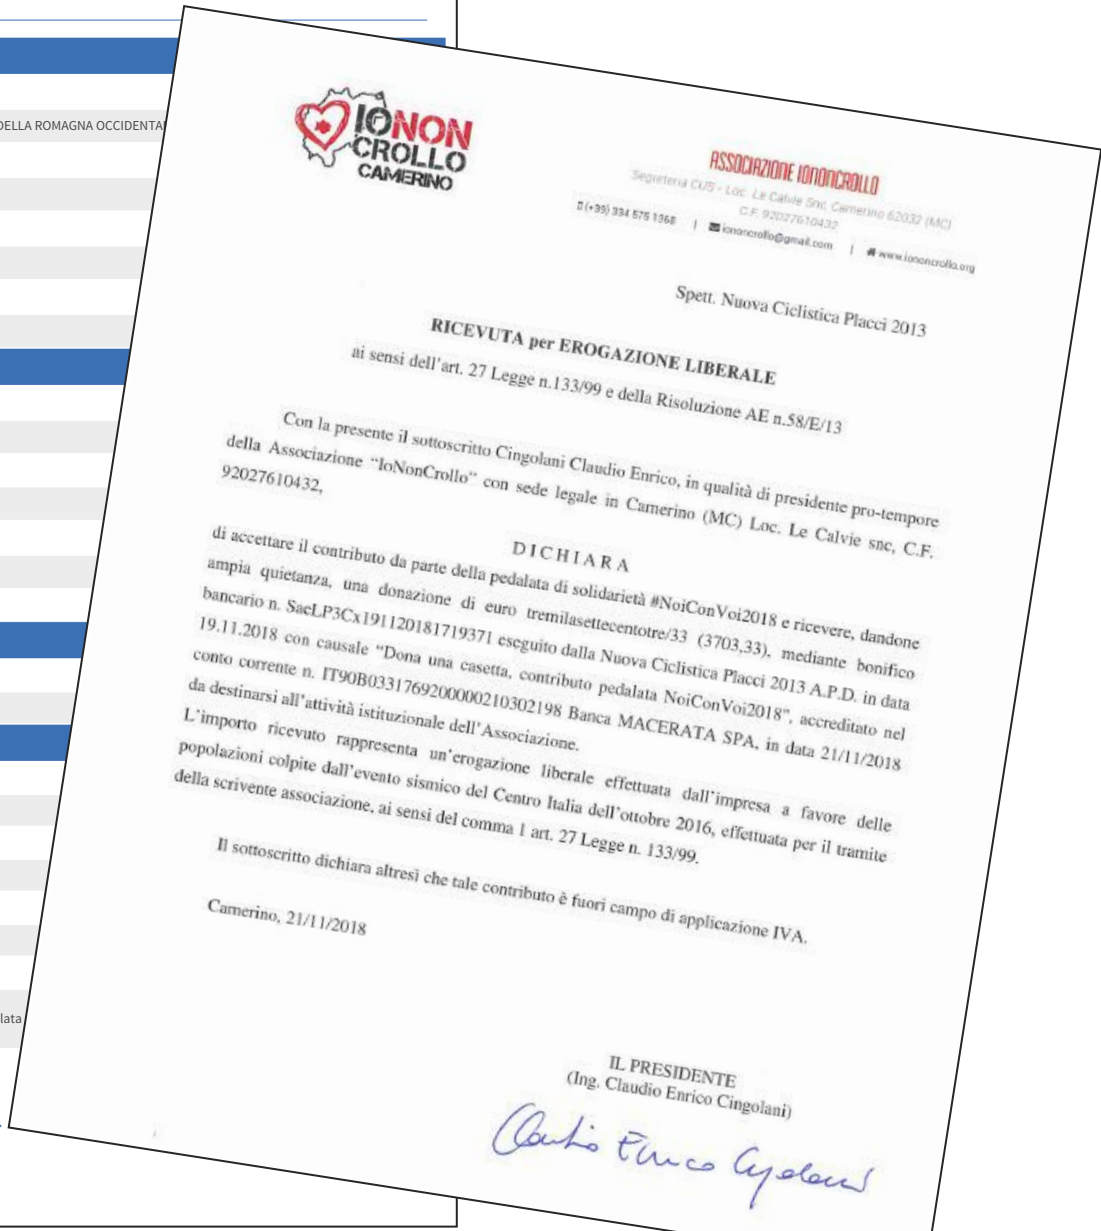 DELLA ROMAGNA OCCIDENTAL
lata
IONON
CROLLO
CAMERINO
ASSOCIAZIONE IONONCROLLO
Segreteria CUS - Loc. Le Calvie Snc, Camerino 62032 (MC)
C.F. 92027610432
(+39) 334 575 1368 | iononcrollo@gmail.com | www.iononcrollo.org
Spett. Nuova Ciclistica Placci 2013
RICEVUTA per EROGAZIONE LIBERALE
ai sensi dell'art. 27 Legge n.133/99 e della Risoluzione AE n.58/E/13
Con la presente il sottoscritto Cingolani Claudio Enrico, in qualità di presidente pro-tempore
della Associazione "IoNonCrollo" con sede legale in Camerino (MC) Loc. Le Calvie snc, C.F.
92027610432,
DICHIARA
di accettare il contributo da parte della pedalata di solidarietà #NoiConVoi2018 e ricevere, dandone
ampia quietanza, una donazione di euro tremilasettecentotre/33 (3703,33), mediante bonifico
bancario n. SaeLP3Cx191120181719371 eseguito dalla Nuova Ciclistica Placci 2013 A.P.D. in data
19.11.2018 con causale "Dona una casetta, contributo pedalata NoiConVoi2018", accreditato nel
conto corrente n. IT90B0331769200000210302198 Banca MACERATA SPA, in data 21/11/2018
da destinarsi all'attività istituzionale dell'Associazione.
L'importo ricevuto rappresenta un'erogazione liberale effettuata dall'impresa a favore delle
popolazioni colpite dall'evento sismico del Centro Italia dell'ottobre 2016, effettuata per il tramite
della scrivente associazione, ai sensi del comma 1 art. 27 Legge n. 133/99.
Il sottoscritto dichiara altresì che tale contributo è fuori campo di applicazione IVA.
Camerino, 21/11/2018
IL PRESIDENTE
(Ing. Claudio Enrico Cingolani)
Claudio Enrico Cingolani